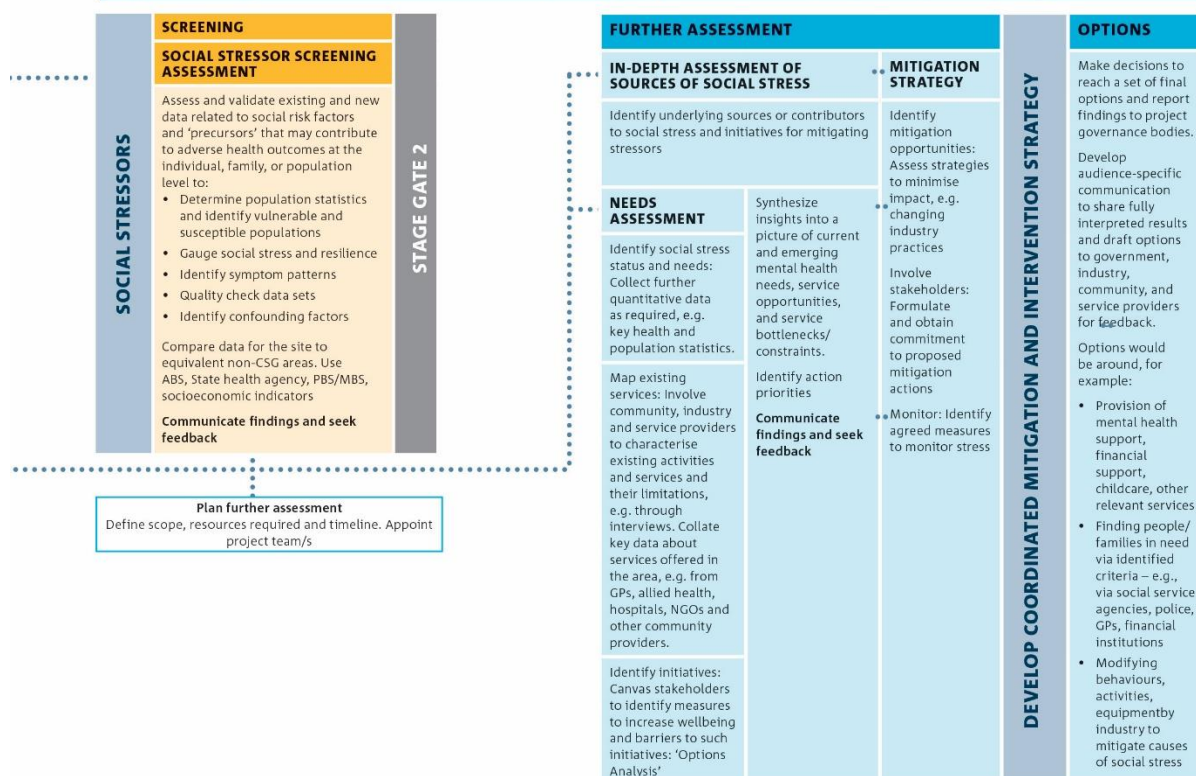 SOCIAL STRESSORS
SCREENING
SOCIAL STRESSOR SCREENING
ASSESSMENT
Assess and validate existing and new
data related to social risk factors
and ‘precursors’ that may contribute
to adverse health outcomes at the
individual, family, or population
level to:
• Determine population statistics
and identify vulnerable and
susceptible populations
• Gauge social stress and resilience
• Identify symptom patterns
• Quality check data sets
• Identify confounding factors
Compare data for the site to
equivalent non-CSG areas. Use
ABS, State health agency, PBS/MBS,
socioeconomic indicators
Communicate findings and seek
feedback
STAGE GATE 2
Plan further assessment
Define scope, resources required and timeline. Appoint
project team/s
FURTHER ASSESSMENT
IN-DEPTH ASSESSMENT OF
SOURCES OF SOCIAL STRESS
Identify underlying sources or contributors
to social stress and initiatives for mitigating
stressors
NEEDS
ASSESSMENT
Identify social stress
status and needs:
Collect further
quantitative data
as required, e.g.
key health and
population statistics.
Map existing
services: Involve
community, industry
and service providers
to characterise
existing activities
and services and
their limitations,
e.g. through
interviews. Collate
key data about
services offered in
the area, e.g. from
GPs, allied health,
hospitals, NGOs and
other community
providers.
Identify initiatives:
Canvas stakeholders
to identify measures
to increase wellbeing
and barriers to such
initiatives: ‘Options
Analysis’
Synthesize
insights into a
picture of current
and emerging
mental health
needs, service
opportunities,
and service
bottlenecks/
constraints.
Identify action
priorities
Communicate
findings and seek
feedback
MITIGATION
STRATEGY
Identify
mitigation
opportunities:
Assess strategies
to minimise
impact, e.g.
changing
industry
practices
Involve
stakeholders:
Formulate
and obtain
commitment
to proposed
mitigation
actions
Monitor: Identify
agreed measures
to monitor stress
DEVELOP COORDINATED MITIGATION AND INTERVENTION STRATEGY
OPTIONS
Make decisions to
reach a set of final
options and report
findings to project
governance bodies.
Develop
audience-specific
communication
to share fully
interpreted results
and draft options
to government,
industry,
community, and
service providers
for feedback.
Options would
be around, for
example:
• Provision of
mental health
support,
financial
support,
childcare, other
relevant services
• Finding people/
families in need
via identified
criteria – e.g.,
via social service
agencies, police,
GPs, financial
institutions
• Modifying
behaviours,
activities,
equipmentby
industry to
mitigate causes
of social stress